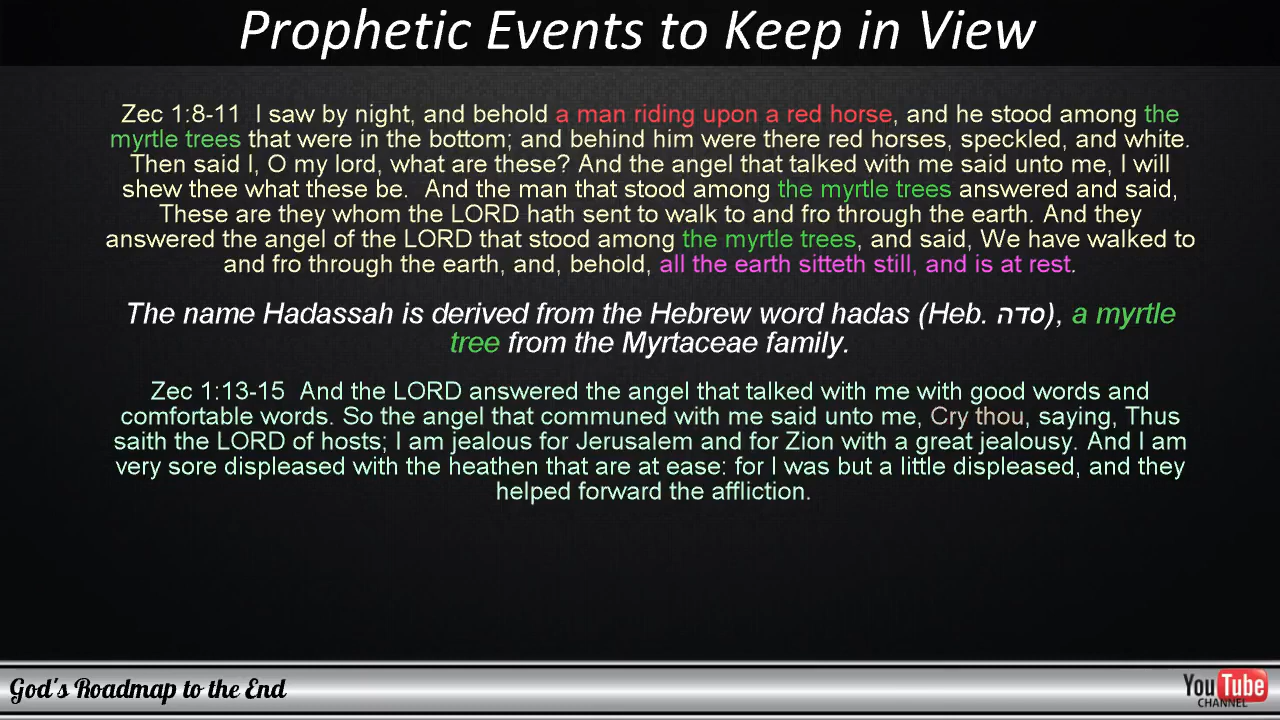 Prophetic Events to Keep in View
Zec 1:8-11 I saw by night, and behold a man riding upon a red horse, and he stood among the
myrtle trees that were in the bottom; and behind him were there red horses, speckled, and white.
Then said I, O my lord, what are these? And the angel that talked with me said unto me, I will
shew thee what these be. And the man that stood among the myrtle trees answered and said,
These are they whom the LORD hath sent to walk to and fro through the earth. And they
answered the angel of the LORD that stood among the myrtle trees, and said, We have walked to
and fro through the earth, and, behold, all the earth sitteth still, and is at rest.
The name Hadassah is derived from the Hebrew word hadas (Heb. סדה), a myrtle
tree from the Myrtaceae family.
Zec 1:13-15 And the LORD answered the angel that talked with me with good words and
comfortable words. So the angel that communed with me said unto me, Cry thou, saying, Thus
saith the LORD of hosts; I am jealous for Jerusalem and for Zion with a great jealousy. And I am
very sore displeased with the heathen that are at ease: for I was but a little displeased, and they
helped forward the affliction.
God's Roadmap to the End
YouTube
CHANNEL